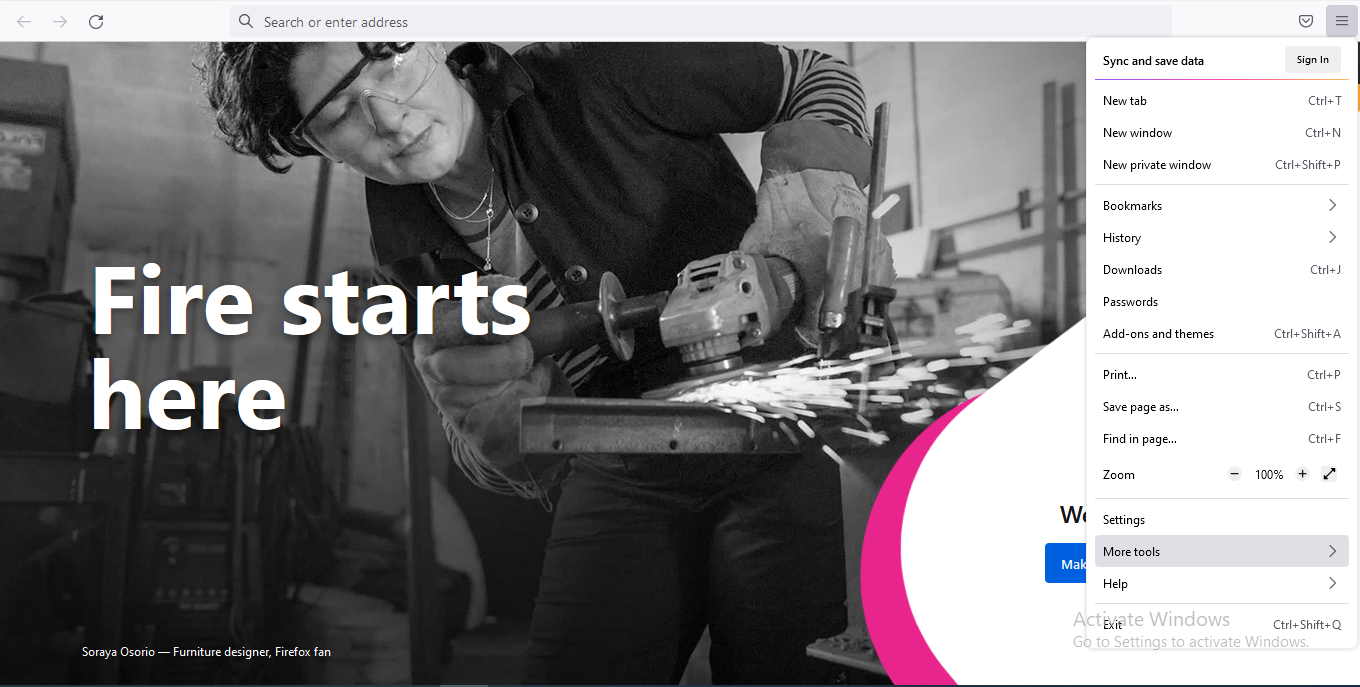 Search or enter address
Sync and save data Sign In
New tab Ctrl+T
New window Ctrl+N
New private window Ctrl+Shift+P
Bookmarks
History
Downloads Ctrl+J
Passwords
Add-ons and themes Ctrl+Shift+A
Print... Ctrl+P
Save page as... Ctrl+S
Find in page... Ctrl+F
Zoom 100%
Settings
More tools
Help
Exit Ctrl+Shift+Q
Fire starts
here
Soraya Osorio — Furniture designer, Firefox fan
Activate Windows
Go to Settings to activate Windows.